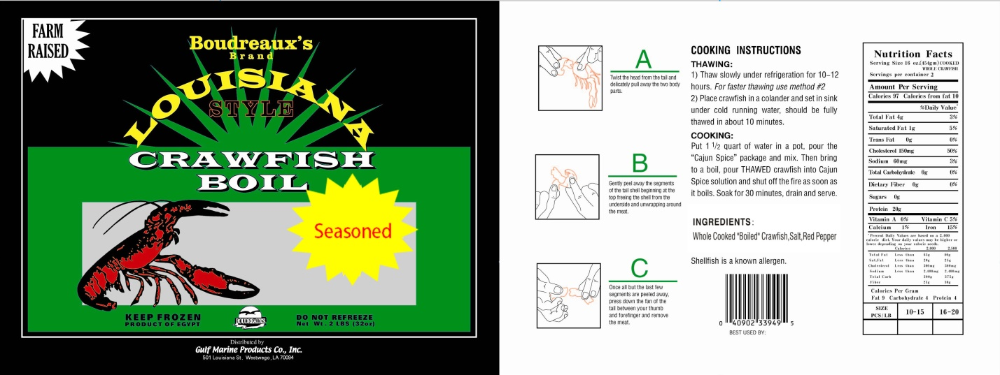 FARM
RAISED
Boudreaux's
Brand
LOUISIANA
STYLE
CRAWFISH
BOIL
Seasoned
KEEP FROZEN
PRODUCT OF EGYPT
BOUDREAUX'S
DO NOT REFREEZE
Net Wt. 2 LBS (32oz)
Distributed by
Gulf Marine Products Co., Inc.
501 Louisiana St. Westwego, LA 70094
A
Twist the head from the tail and
delicately pull away the two body
parts.
B
Gently peel away the segments
of the tail shell beginning at the
top freeing the shell from the
underside and unwrapping around
the meat.
C
Once all but the last few
segments are peeled away,
press down the fan of the
tail between your thumb
and forefinger and remove
the meat.
COOKING INSTRUCTIONS
THAWING:
1) Thaw slowly under refrigeration for 10–12
hours. For faster thawing use method #2
2) Place crawfish in a colander and set in sink
under cold running water, should be fully
thawed in about 10 minutes.
COOKING:
Put 1 1/2 quart of water in a pot, pour the
“Cajun Spice” package and mix. Then bring
to a boil, pour THAWED crawfish into Cajun
Spice solution and shut off the fire as soon as
it boils. Soak for 30 minutes, drain and serve.
INGREDIENTS:
Whole Cooked "Boiled" Crawfish,Salt,Red Pepper
Shellfish is a known allergen.
0 40902 33949 5
BEST USED BY:
Nutrition Facts
Serving Size 16 oz.(454gm) COOKED
WHOLE CRAWFISH
Servings per container 2
Amount Per Serving
Calories 97 Calories from fat 10
%Daily Value*
Total Fat 4g 3%
Saturated Fat 1g 5%
Trans Fat 0g 0%
Cholesterol 150mg 50%
Sodium 60mg 3%
Total Carbohydrate 0g 0%
Dietary Fiber 0g 0%
Sugars 0g
Protein 20g
Vitamin A 0% Vitamin C 5%
Calcium 1% Iron 15%
*Percent Daily Values are based on a 2,000
calorie diet. Your daily values may be higher or
lower depending on your calorie needs.
Calories 2,000 2,500
Total Fat Less than 65g 80g
Sat.Fat Less than 20g 25g
Cholesterol Less than 300mg 300mg
Sodium Less than 2,400mg 2,400mg
Total Carb 300g 375g
Fiber 25g 30g
Calories Per Gram
Fat 9 Carbohydrate 4 Protein 4
SIZE
PCS/LB 10-15 16-20